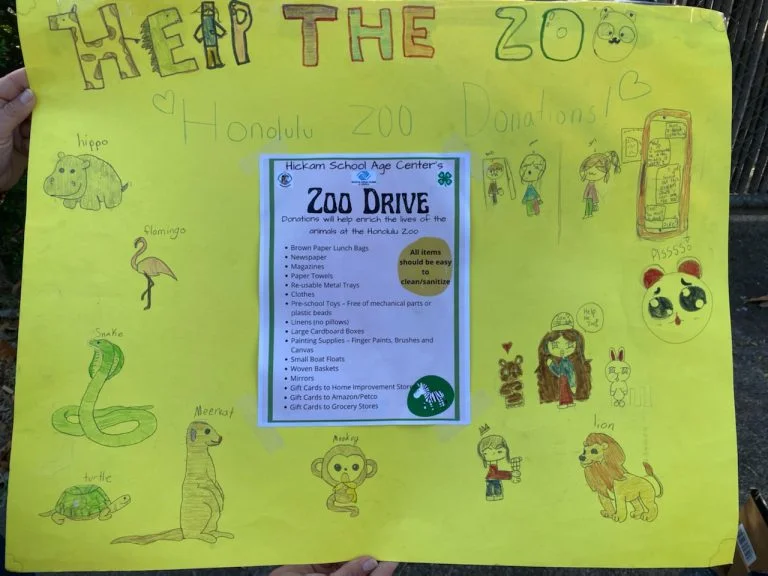 HELP THE ZOO
Honolulu ZOO Donations!
hippo
flamingo
Snake
Meerkat
turtle
Monkey
lion
Plssss
Help the Zoo!
Hickam School Age Center's
ZOO DRIVE
Donations will help enrich the lives of the
animals at the Honolulu Zoo
• Brown Paper Lunch Bags
• Newspaper
• Magazines
• Paper Towels
• Re-usable Metal Trays
• Clothes
• Pre-school Toys – Free of mechanical parts or
plastic beads
• Linens (no pillows)
• Large Cardboard Boxes
• Painting Supplies – Finger Paints, Brushes and
Canvas
• Small Boat Floats
• Woven Baskets
• Mirrors
• Gift Cards to Home Improvement Store
• Gift Cards to Amazon/Petco
• Gift Cards to Grocery Stores
All items
should be easy
to
clean/sanitize